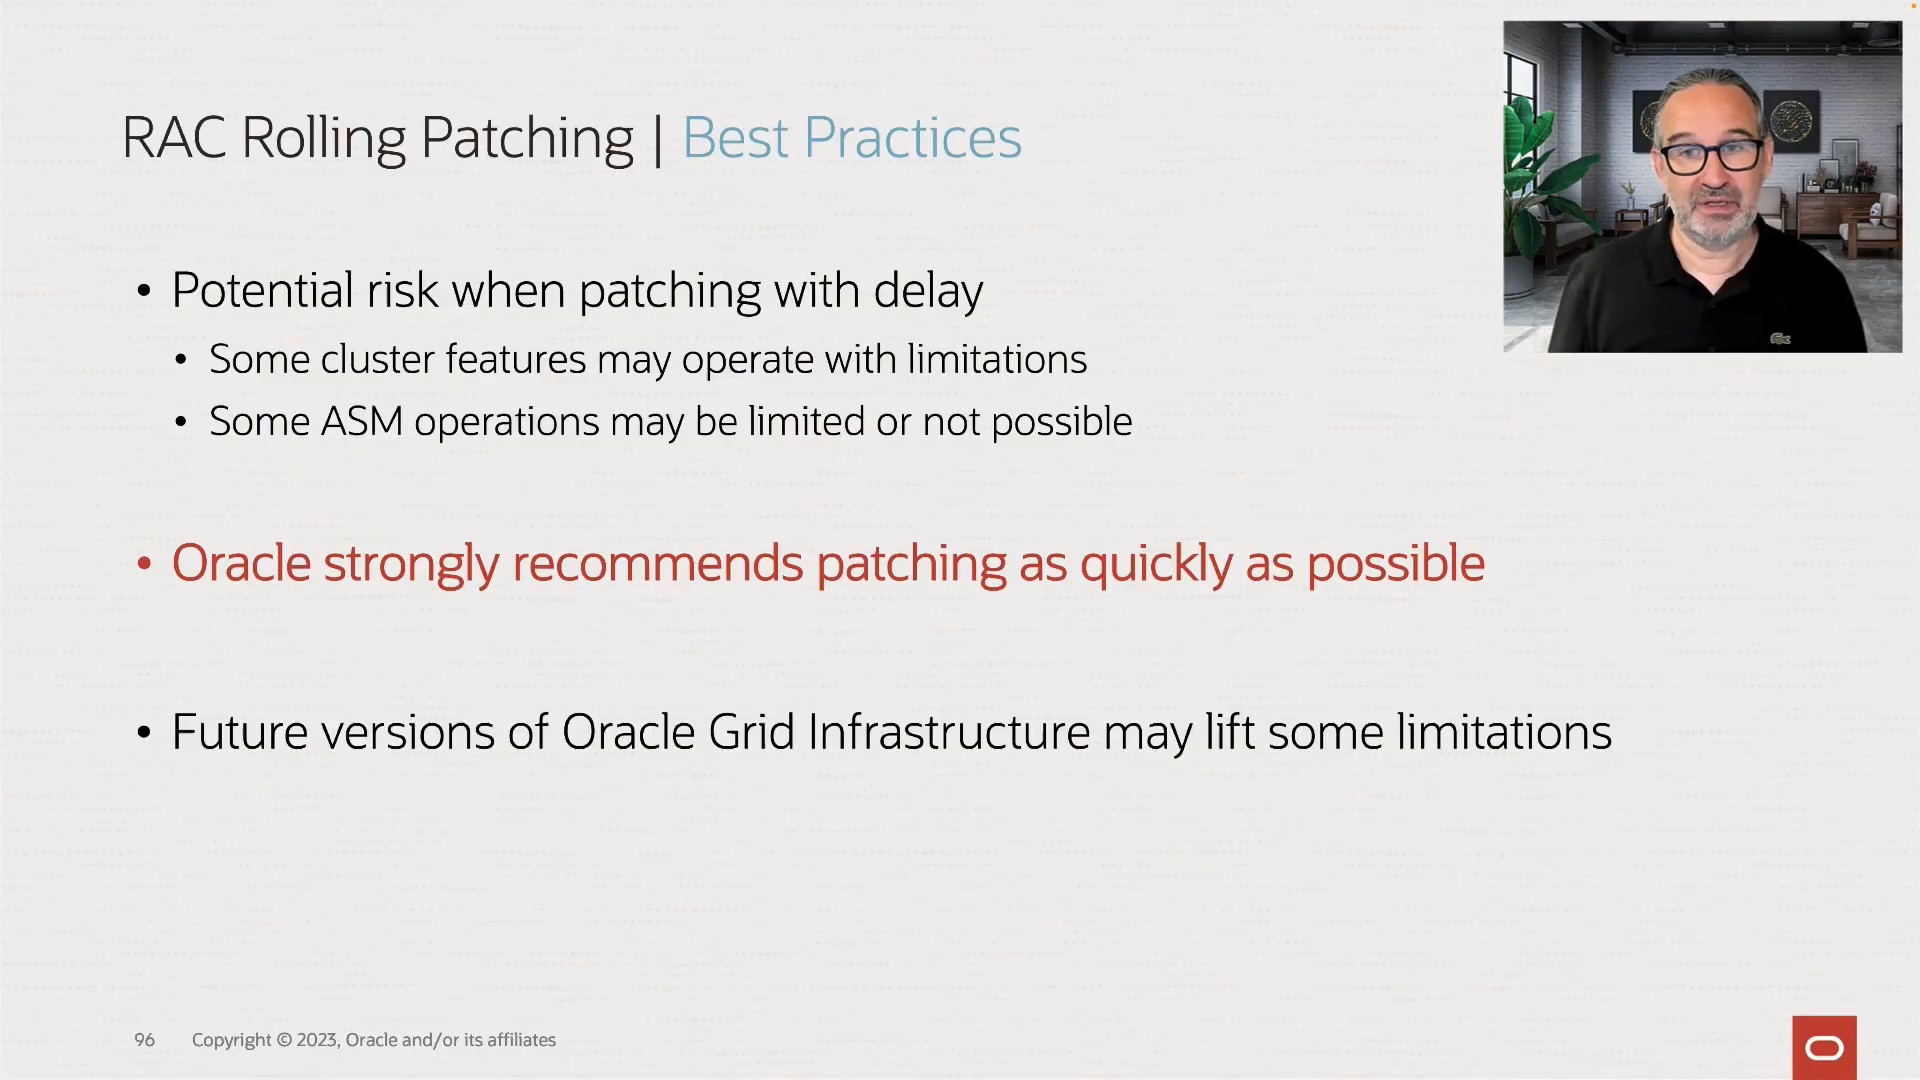 RAC Rolling Patching | Best Practices
• Potential risk when patching with delay
• Some cluster features may operate with limitations
• Some ASM operations may be limited or not possible
• Oracle strongly recommends patching as quickly as possible
• Future versions of Oracle Grid Infrastructure may lift some limitations
96 Copyright © 2023, Oracle and/or its affiliates